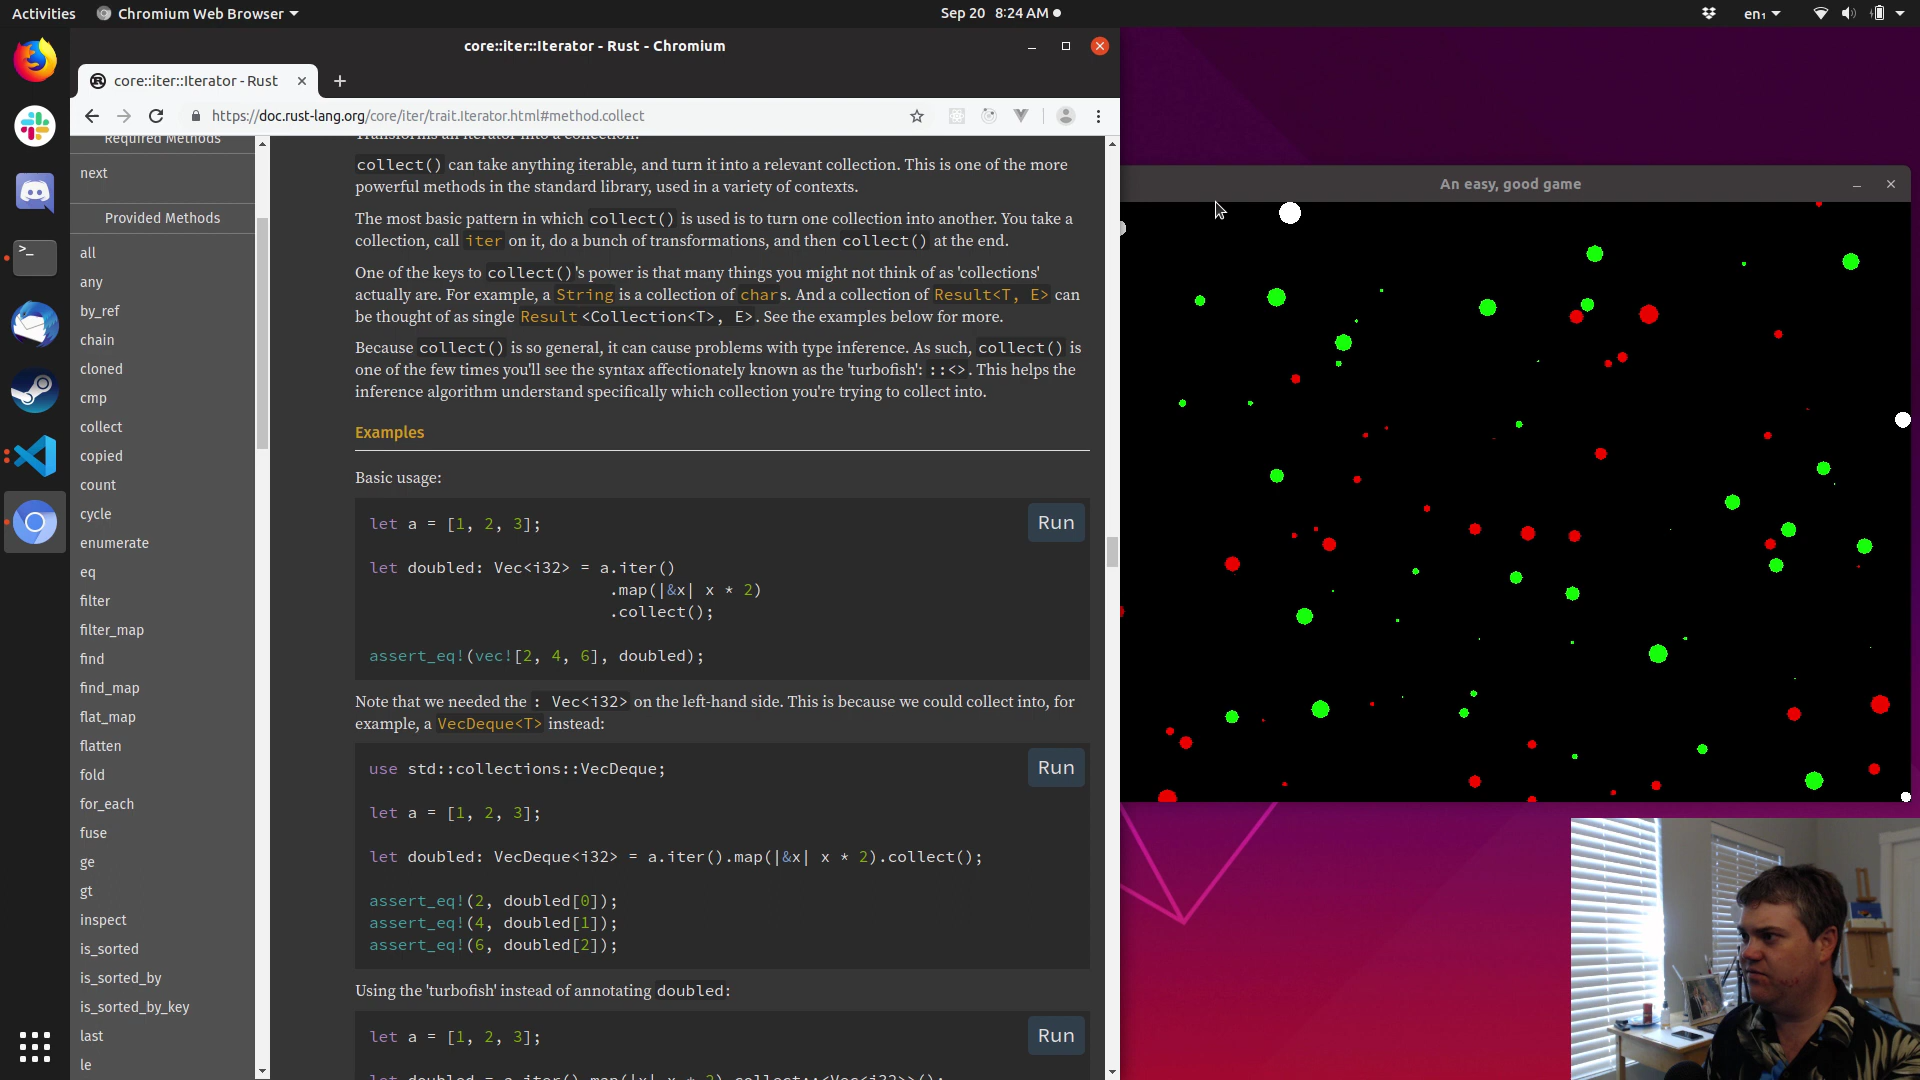 Activities
Chromium Web Browser
Sep 20 8:24 AM
en₁
core::iter::Iterator - Rust - Chromium
core::iter::Iterator - Rust
https://doc.rust-lang.org/core/iter/trait.Iterator.html#method.collect
Required Methods
next
Provided Methods
all
any
by_ref
chain
cloned
cmp
collect
copied
count
cycle
enumerate
eq
filter
filter_map
find
find_map
flat_map
flatten
fold
for_each
fuse
ge
gt
inspect
is_sorted
is_sorted_by
is_sorted_by_key
last
le
Transforms an iterator into a collection.
collect() can take anything iterable, and turn it into a relevant collection. This is one of the more
powerful methods in the standard library, used in a variety of contexts.
The most basic pattern in which collect() is used is to turn one collection into another. You take a
collection, call iter on it, do a bunch of transformations, and then collect() at the end.
One of the keys to collect()'s power is that many things you might not think of as 'collections'
actually are. For example, a String is a collection of chars. And a collection of Result<T, E> can
be thought of as single Result<Collection<T>, E>. See the examples below for more.
Because collect() is so general, it can cause problems with type inference. As such, collect() is
one of the few times you'll see the syntax affectionately known as the 'turbofish': ::<>. This helps the
inference algorithm understand specifically which collection you're trying to collect into.
Examples
Basic usage:
Run
let a = [1, 2, 3];
let doubled: Vec<i32> = a.iter()
.map(|&x| x * 2)
.collect();
assert_eq!(vec![2, 4, 6], doubled);
Note that we needed the : Vec<i32> on the left-hand side. This is because we could collect into, for
example, a VecDeque<T> instead:
Run
use std::collections::VecDeque;
let a = [1, 2, 3];
let doubled: VecDeque<i32> = a.iter().map(|&x| x * 2).collect();
assert_eq!(2, doubled[0]);
assert_eq!(4, doubled[1]);
assert_eq!(6, doubled[2]);
Using the 'turbofish' instead of annotating doubled:
Run
let a = [1, 2, 3];
let doubled = a.iter().map(|x| x * 2).collect::<Vec<i32>>();
An easy, good game